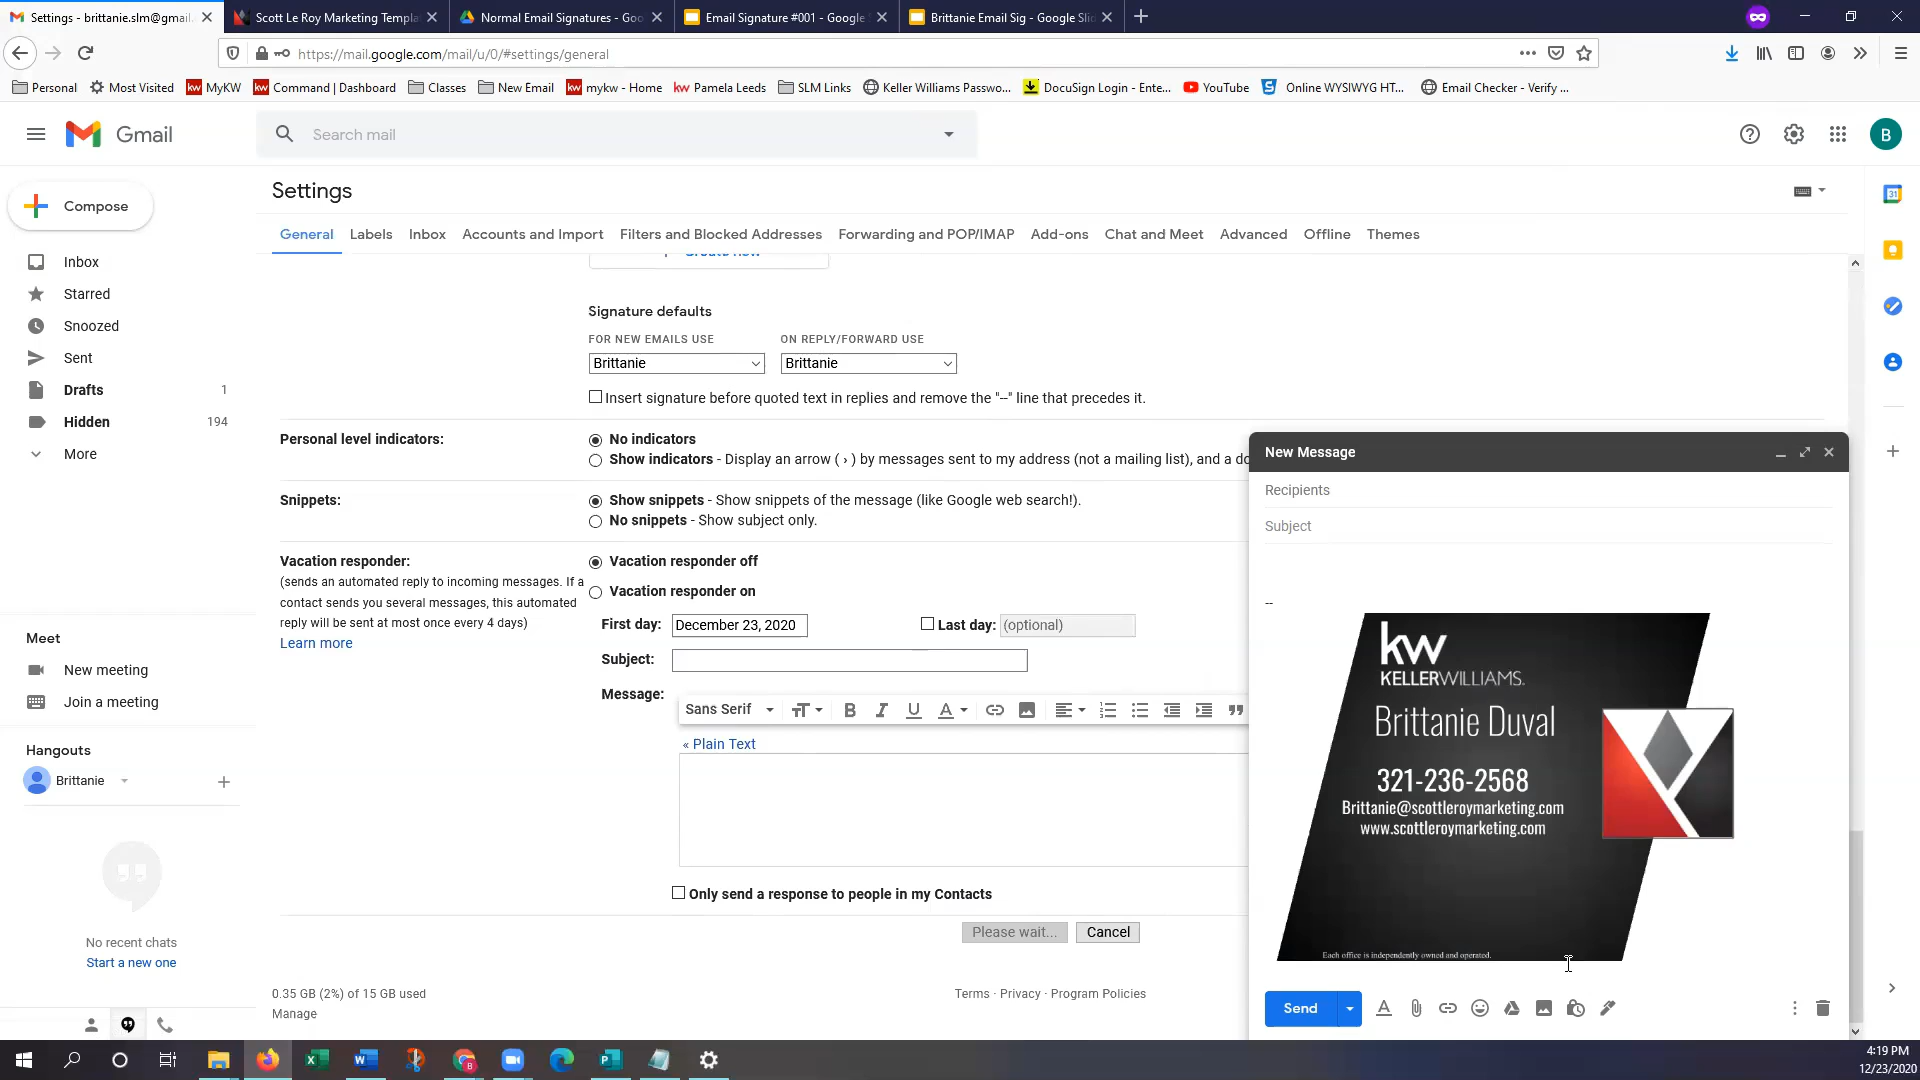 Settings - brittanie.slm@gmail.
Scott Le Roy Marketing Templa
Normal Email Signatures - Goo
Email Signature #001 - Google
Brittanie Email Sig - Google Slid
https://mail.google.com/mail/u/0/#settings/general
Personal
Most Visited
kw MyKW
kw Command | Dashboard
Classes
New Email
kw mykw - Home
kw Pamela Leeds
SLM Links
Keller Williams Passwo...
DocuSign Login - Ente...
YouTube
Online WYSIWYG HT...
Email Checker - Verify ...
Gmail
Search mail
B
Compose
Settings
General
Labels
Inbox
Accounts and Import
Filters and Blocked Addresses
Forwarding and POP/IMAP
Add-ons
Chat and Meet
Advanced
Offline
Themes
Inbox
Starred
Snoozed
Sent
Drafts 1
Hidden 194
More
Create new
Signature defaults
FOR NEW EMAILS USE
ON REPLY/FORWARD USE
Brittanie
Brittanie
Insert signature before quoted text in replies and remove the "--" line that precedes it.
Personal level indicators:
No indicators
Show indicators - Display an arrow ( › ) by messages sent to my address (not a mailing list), and a do
Snippets:
Show snippets - Show snippets of the message (like Google web search!).
No snippets - Show subject only.
Vacation responder:
(sends an automated reply to incoming messages. If a
contact sends you several messages, this automated
reply will be sent at most once every 4 days)
Learn more
Vacation responder off
Vacation responder on
First day: December 23, 2020
Last day: (optional)
Subject:
Message:
Sans Serif
« Plain Text
Only send a response to people in my Contacts
Please wait...
Cancel
0.35 GB (2%) of 15 GB used
Manage
Terms · Privacy · Program Policies
Meet
New meeting
Join a meeting
Hangouts
Brittanie
No recent chats
Start a new one
31
New Message
Recipients
Subject
--
kw
KELLERWILLIAMS.
Brittanie Duval
321-236-2568
Brittanie@scottleroymarketing.com
www.scottleroymarketing.com
Each office is independently owned and operated.
Send
4:19 PM
12/23/2020